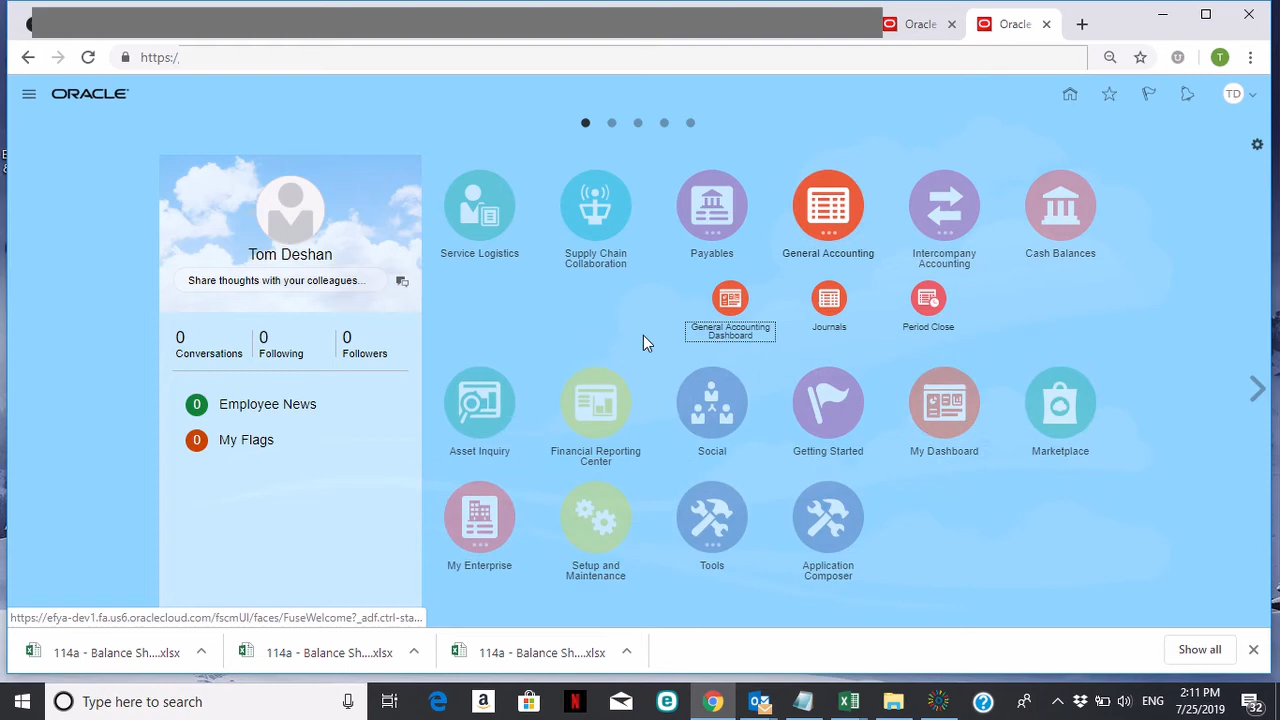 Oracle
Oracle
https:/
ORACLE
TD
Tom Deshan
Share thoughts with your colleagues...
0
Conversations
0
Following
0
Followers
0 Employee News
0 My Flags
Service Logistics
Supply Chain
Collaboration
Payables
General Accounting
Intercompany
Accounting
Cash Balances
General Accounting
Dashboard
Journals
Period Close
Asset Inquiry
Financial Reporting
Center
Social
Getting Started
My Dashboard
Marketplace
My Enterprise
Setup and
Maintenance
Tools
Application
Composer
https://efya-dev1.fa.us6.oraclecloud.com/fscmUI/faces/FuseWelcome?_adf.ctrl-sta...
114a - Balance Sh....xlsx
114a - Balance Sh....xlsx
114a - Balance Sh....xlsx
Show all
Type here to search
ENG
2:11 PM
7/25/2019
32